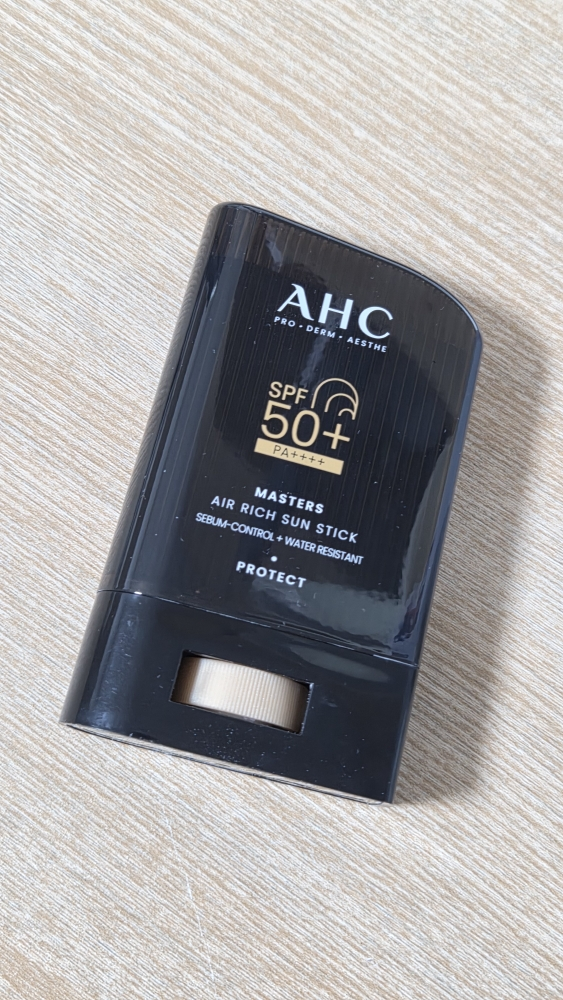 AHC
PRO • DERM • AESTHE
SPF
50+
PA++++
MASTERS
AIR RICH SUN STICK
SEBUM-CONTROL + WATER RESISTANT
•
PROTECT